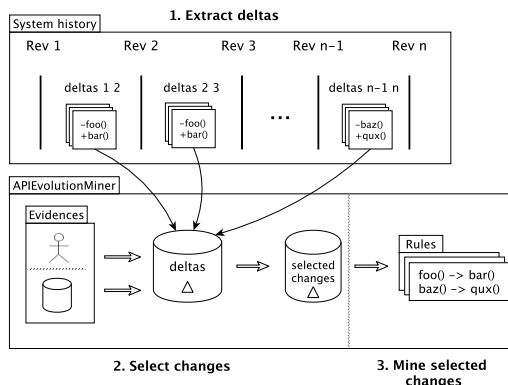 1. Extract deltas
System history
Rev 1 Rev 2 Rev 3 Rev n-1 Rev n
deltas 1 2 deltas 2 3 deltas n-1 n
...
-foo() -foo() -baz()
+bar() +bar() +qux()
APIEvolutionMiner
Evidences
Rules
deltas
selected
changes
foo() -> bar()
baz() -> qux()
2. Select changes
3. Mine selected
changes